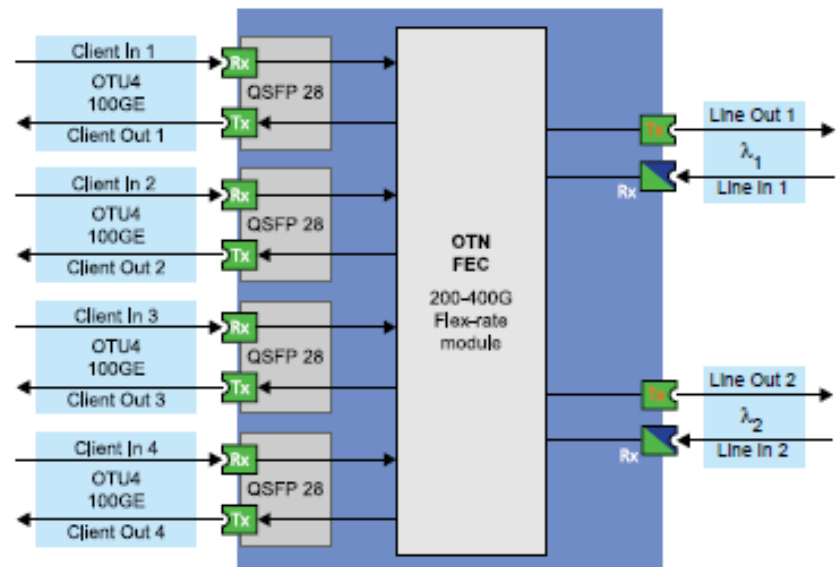 Client In 1
OTU4
100GE
Client Out 1
Rx
QSFP 28
Tx
Client In 2
OTU4
100GE
Client Out 2
Rx
QSFP 28
Tx
Client In 3
OTU4
100GE
Client Out 3
Rx
QSFP 28
Tx
Client In 4
OTU4
100GE
Client Out 4
Rx
QSFP 28
Tx
OTN
FEC
200-400G
Flex-rate
module
Tx
Line Out 1
λ1
Rx
Line In 1
Tx
Line Out 2
λ2
Rx
Line In 2